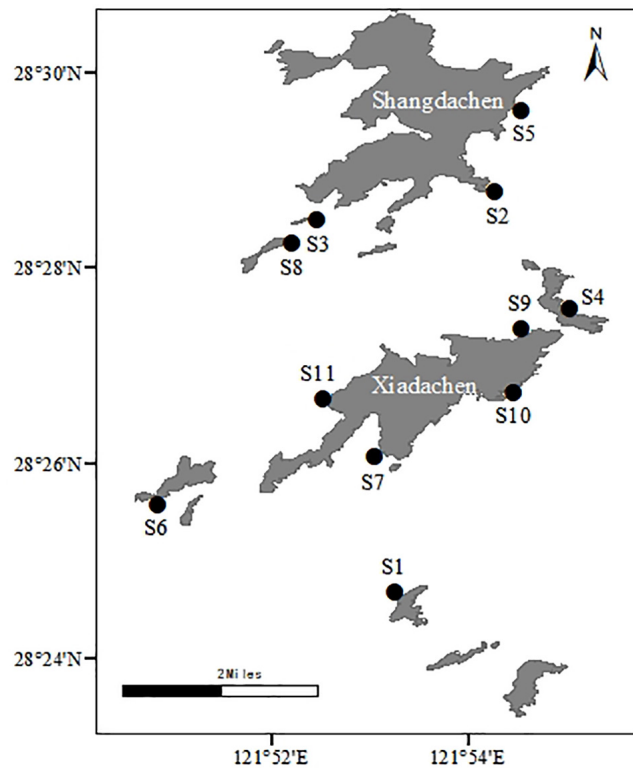 N
28°30'N
Shangdachen
S5
S2
S3
28°28'N
S8
S4
S9
S11
Xiadachen
S10
28°26'N
S7
S6
S1
28°24'N
2Miles
121°52'E
121°54'E